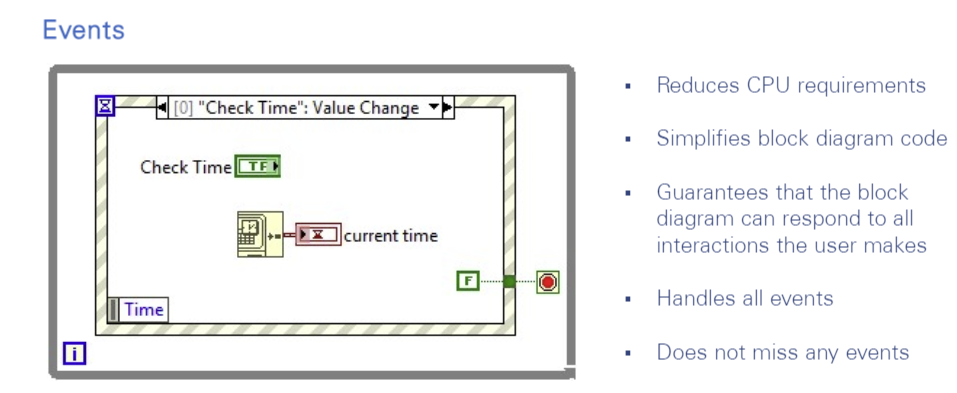 Events
[0] "Check Time": Value Change
Check Time TF
current time
F
Time
i
Reduces CPU requirements
Simplifies block diagram code
Guarantees that the block
diagram can respond to all
interactions the user makes
Handles all events
Does not miss any events